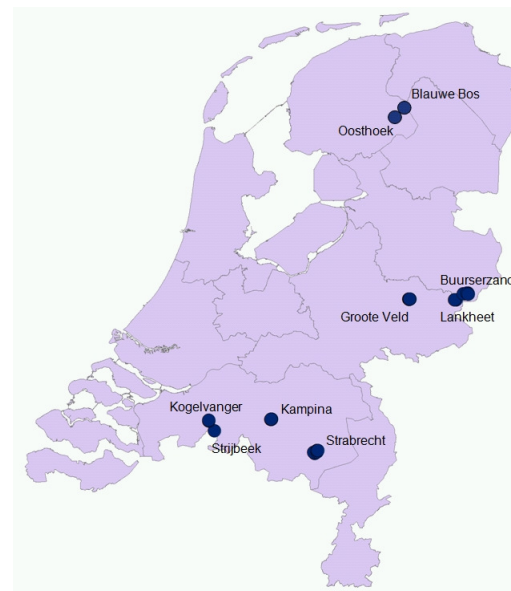 Blauwe Bos
Oosthoek
Buurserzand
Groote Veld
Lankheet
Kogelvanger
Kampina
Strijbeek
Strabrecht